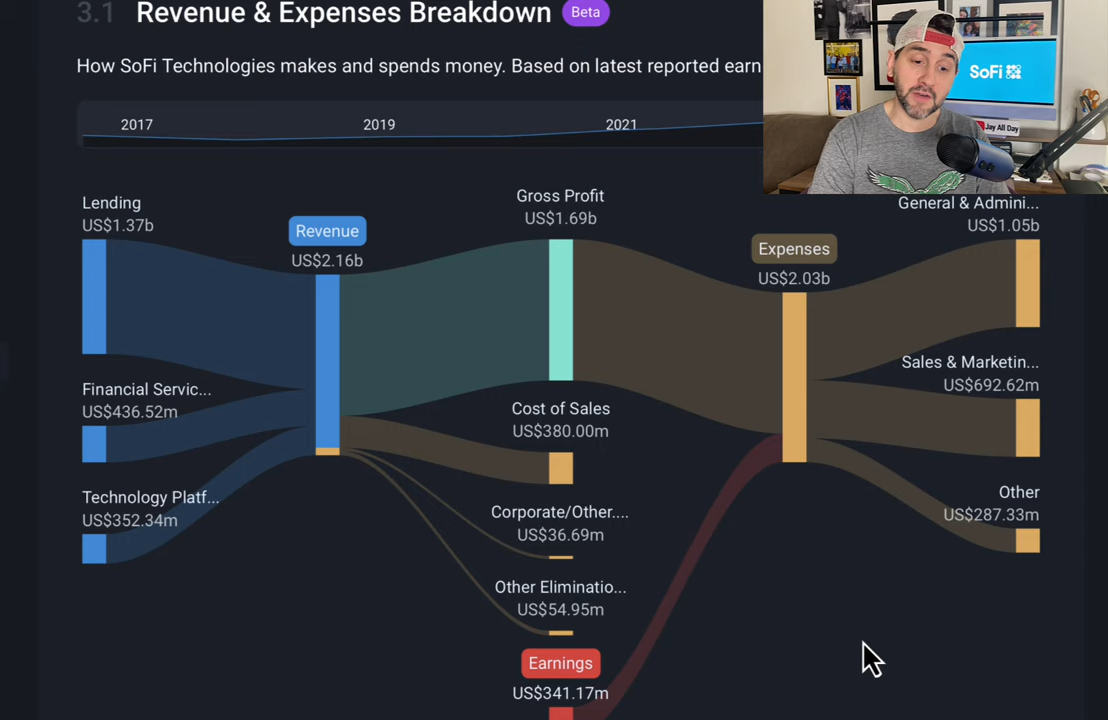 3.1 Revenue & Expenses Breakdown Beta
How SoFi Technologies makes and spends money. Based on latest reported earn
2017 2019 2021
SoFi
Jay All Day
Lending
US$1.37b
Revenue
US$2.16b
Gross Profit
US$1.69b
Expenses
US$2.03b
General & Admini...
US$1.05b
Financial Servic...
US$436.52m
Cost of Sales
US$380.00m
Sales & Marketin...
US$692.62m
Technology Platf...
US$352.34m
Corporate/Other....
US$36.69m
Other
US$287.33m
Other Eliminatio...
US$54.95m
Earnings
US$341.17m